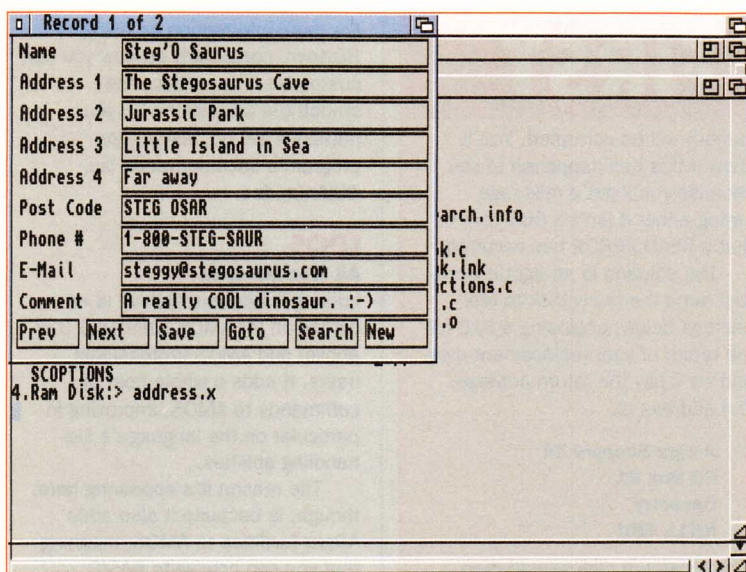 Record 1 of 2
Name Steg'O Saurus
Address 1 The Stegosaurus Cave
Address 2 Jurassic Park
Address 3 Little Island in Sea
Address 4 Far away
Post Code STEG OSAR
Phone # 1-800-STEG-SAUR
E-Mail steggy@stegosaurus.com
Comment A really COOL dinosaur. :-)
Prev Next Save Goto Search New
arch.info
k.c
k.lnk
ctions.c
.c
.o
SCOPTIONS
4.Ram Disk:> address.x